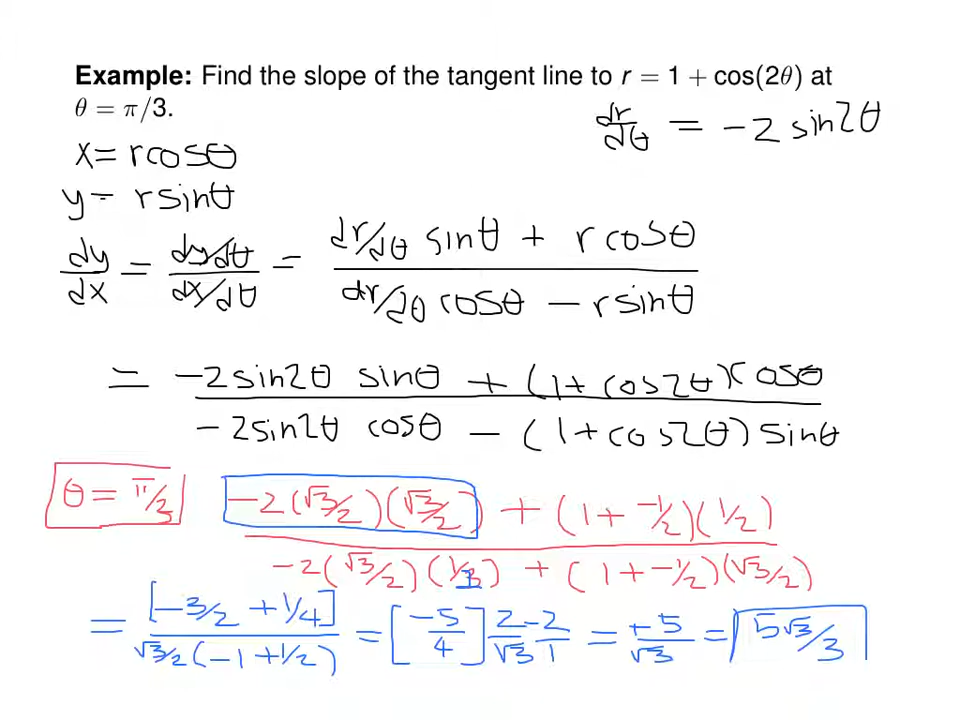 Example: Find the slope of the tangent line to r = 1 + cos(2θ) at
θ = π/3.
dr/dθ = -2 sin2θ
x = rcosθ
y = rsinθ
dy/dx = (dy/dθ)/(dx/dθ) = (dr/dθ sinθ + r cosθ)/(dr/dθ cosθ - rsinθ)
= (-2sin2θ sinθ + (1+cos2θ)cosθ)/(-2sin2θ cosθ - (1+cos2θ) sinθ)
θ = π/3 (-2(√3/2)(√3/2) + (1+ -1/2)(1/2))/(-2(√3/2)(1/2) + (1+ -1/2)(√3/2))
= [-3/2 + 1/4]/(√3/2(-1+1/2)) = [-5/4] 2/√3 -2/1 = +5/√3 = 5√3/3